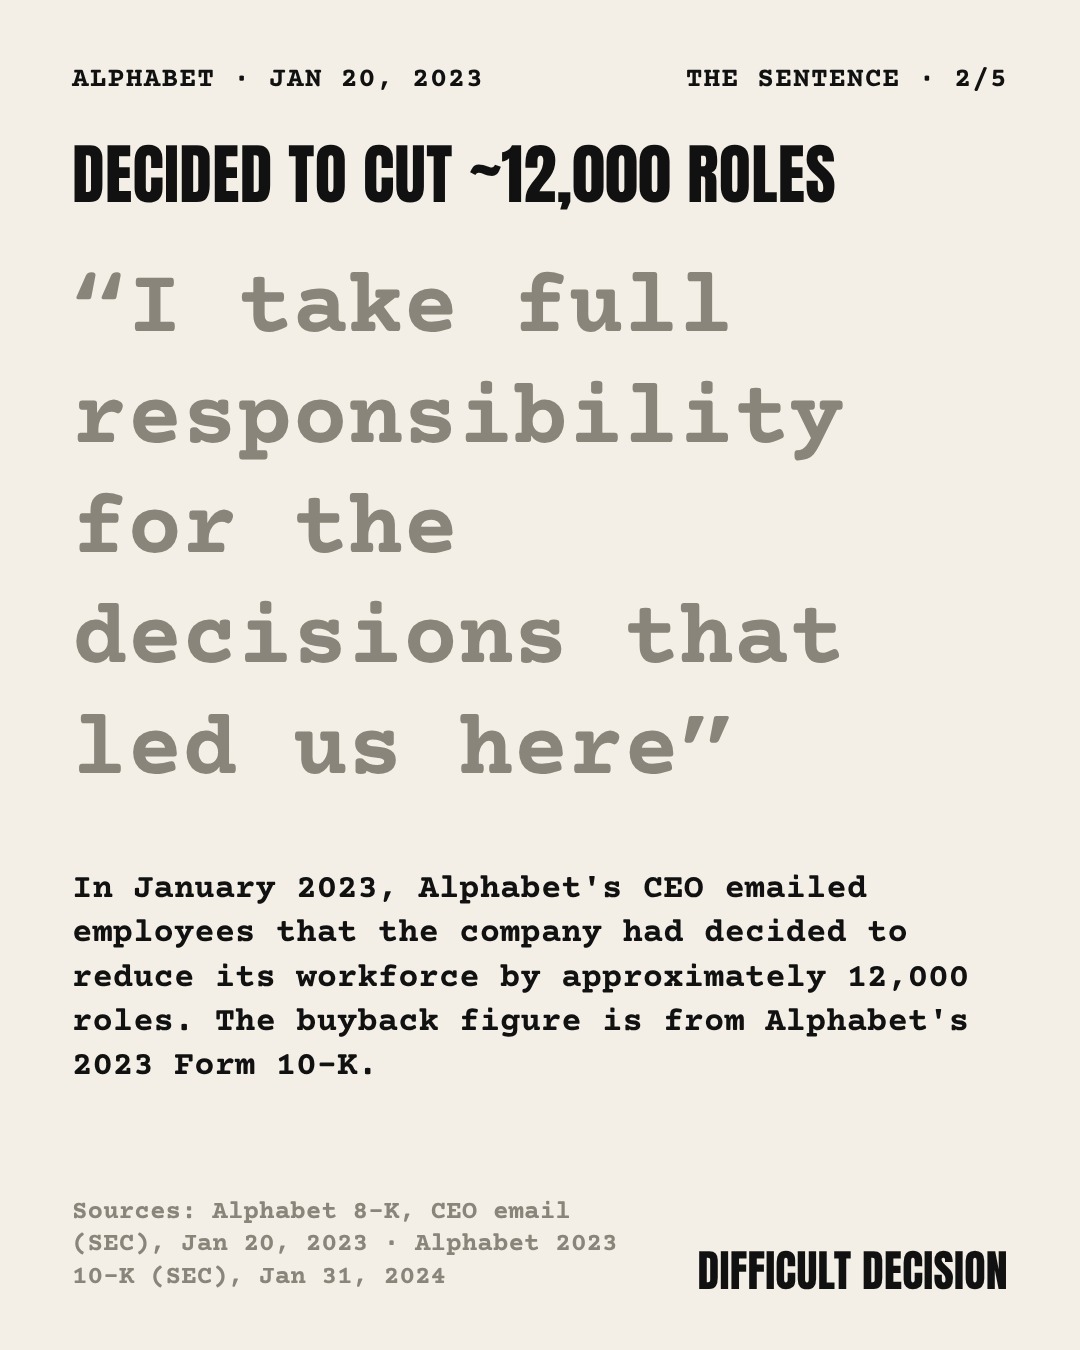 ALPHABET · JAN 20, 2023
THE SENTENCE · 2/5
DECIDED TO CUT ~12,000 ROLES
“I take full
responsibility
for the
decisions that
led us here”
In January 2023, Alphabet's CEO emailed
employees that the company had decided to
reduce its workforce by approximately 12,000
roles. The buyback figure is from Alphabet's
2023 Form 10-K.
Sources: Alphabet 8-K, CEO email
(SEC), Jan 20, 2023 · Alphabet 2023
10-K (SEC), Jan 31, 2024
DIFFICULT DECISION